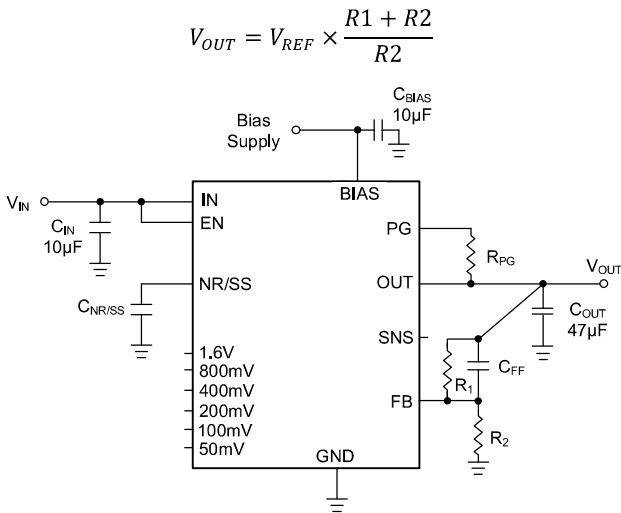 V_OUT = V_REF × (R1 + R2) / R2
C_BIAS
10µF
Bias
Supply
BIAS
V_IN
IN
EN
C_IN
10µF
PG
R_PG
NR/SS
OUT
V_OUT
C_NR/SS
C_OUT
47µF
SNS
1.6V
800mV
400mV
200mV
100mV
50mV
R_1
C_FF
FB
R_2
GND